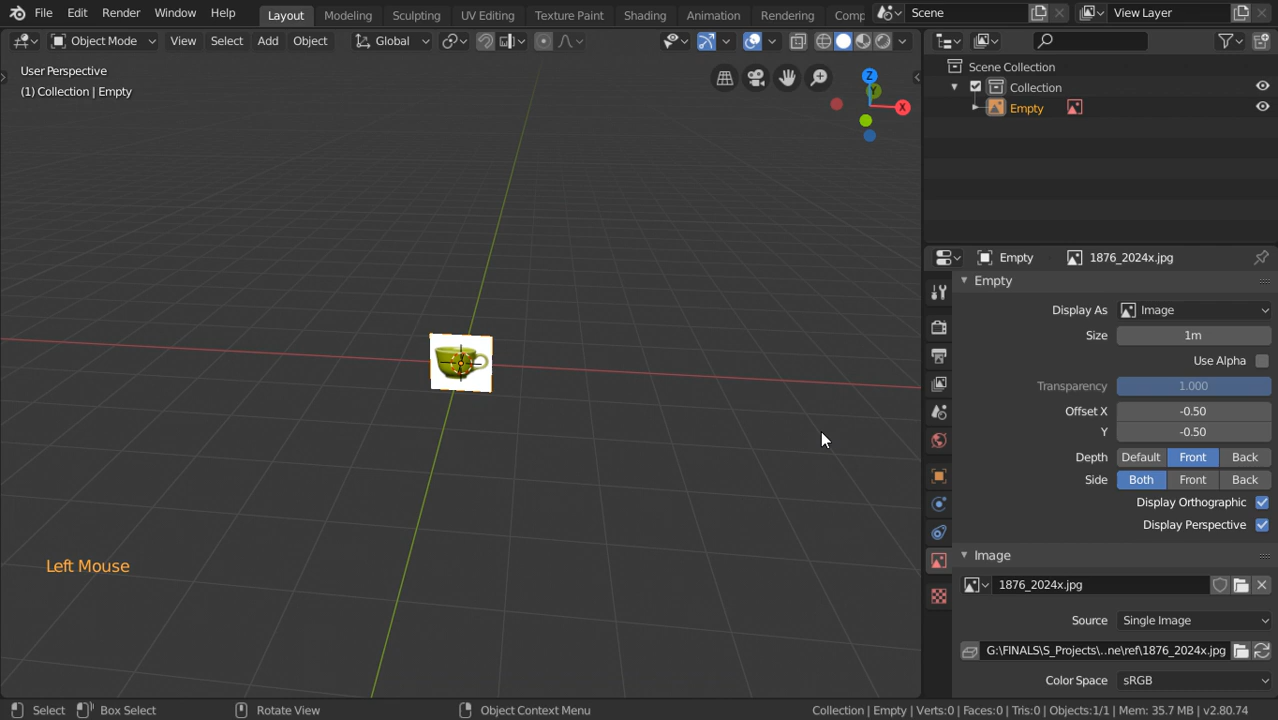 File Edit Render Window Help Layout Modeling Sculpting UV Editing Texture Paint Shading Animation Rendering Comp Scene View Layer
Object Mode View Select Add Object Global
User Perspective
(1) Collection | Empty
Z
Y
X
Left Mouse
Scene Collection
Collection
Empty
Empty 1876_2024x.jpg
Empty
Display As Image
Size 1m
Use Alpha
Transparency 1.000
Offset X -0.50
Y -0.50
Depth Default Front Back
Side Both Front Back
Display Orthographic
Display Perspective
Image
1876_2024x.jpg
Source Single Image
G:\FINALS\S_Projects\..ne\ref\1876_2024x.jpg
Color Space sRGB
Select Box Select Rotate View Object Context Menu Collection | Empty | Verts:0 | Faces:0 | Tris:0 | Objects:1/1 | Mem: 35.7 MB | v2.80.74